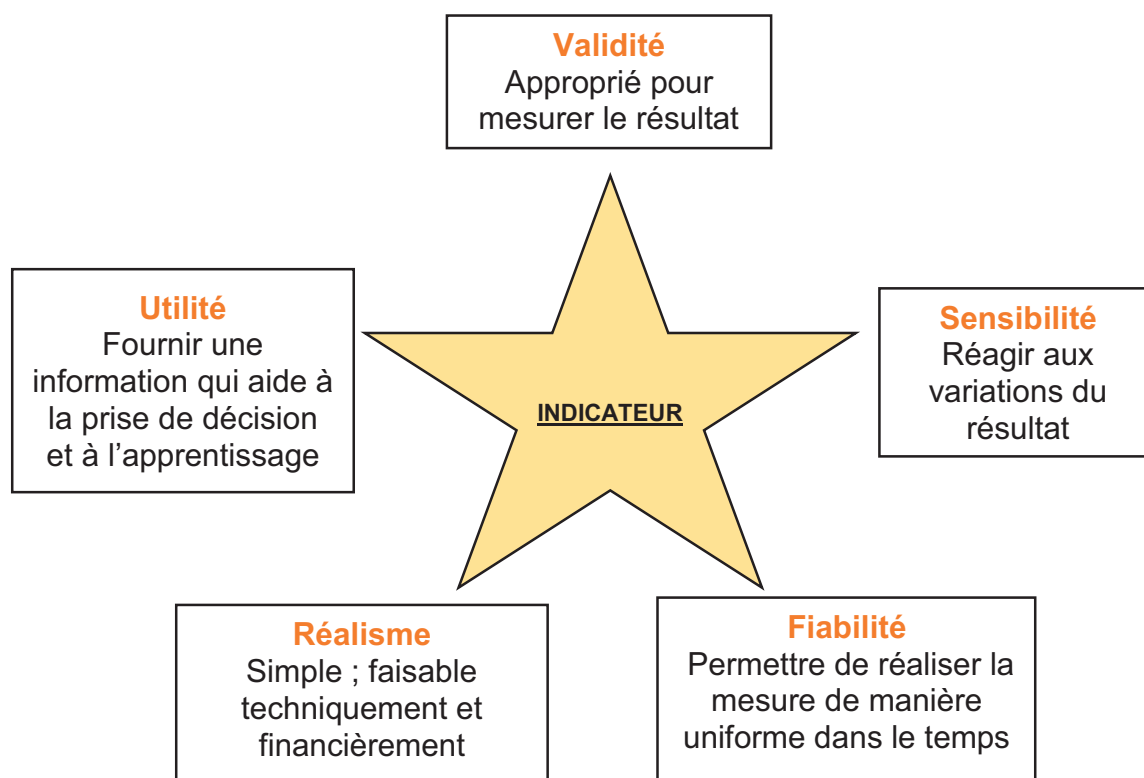 Validité
Approprié pour
mesurer le résultat
Utilité
Fournir une
information qui aide à
la prise de décision
et à l’apprentissage
Sensibilité
Réagir aux
variations du
résultat
INDICATEUR
Réalisme
Simple ; faisable
techniquement et
financièrement
Fiabilité
Permettre de réaliser la
mesure de manière
uniforme dans le temps